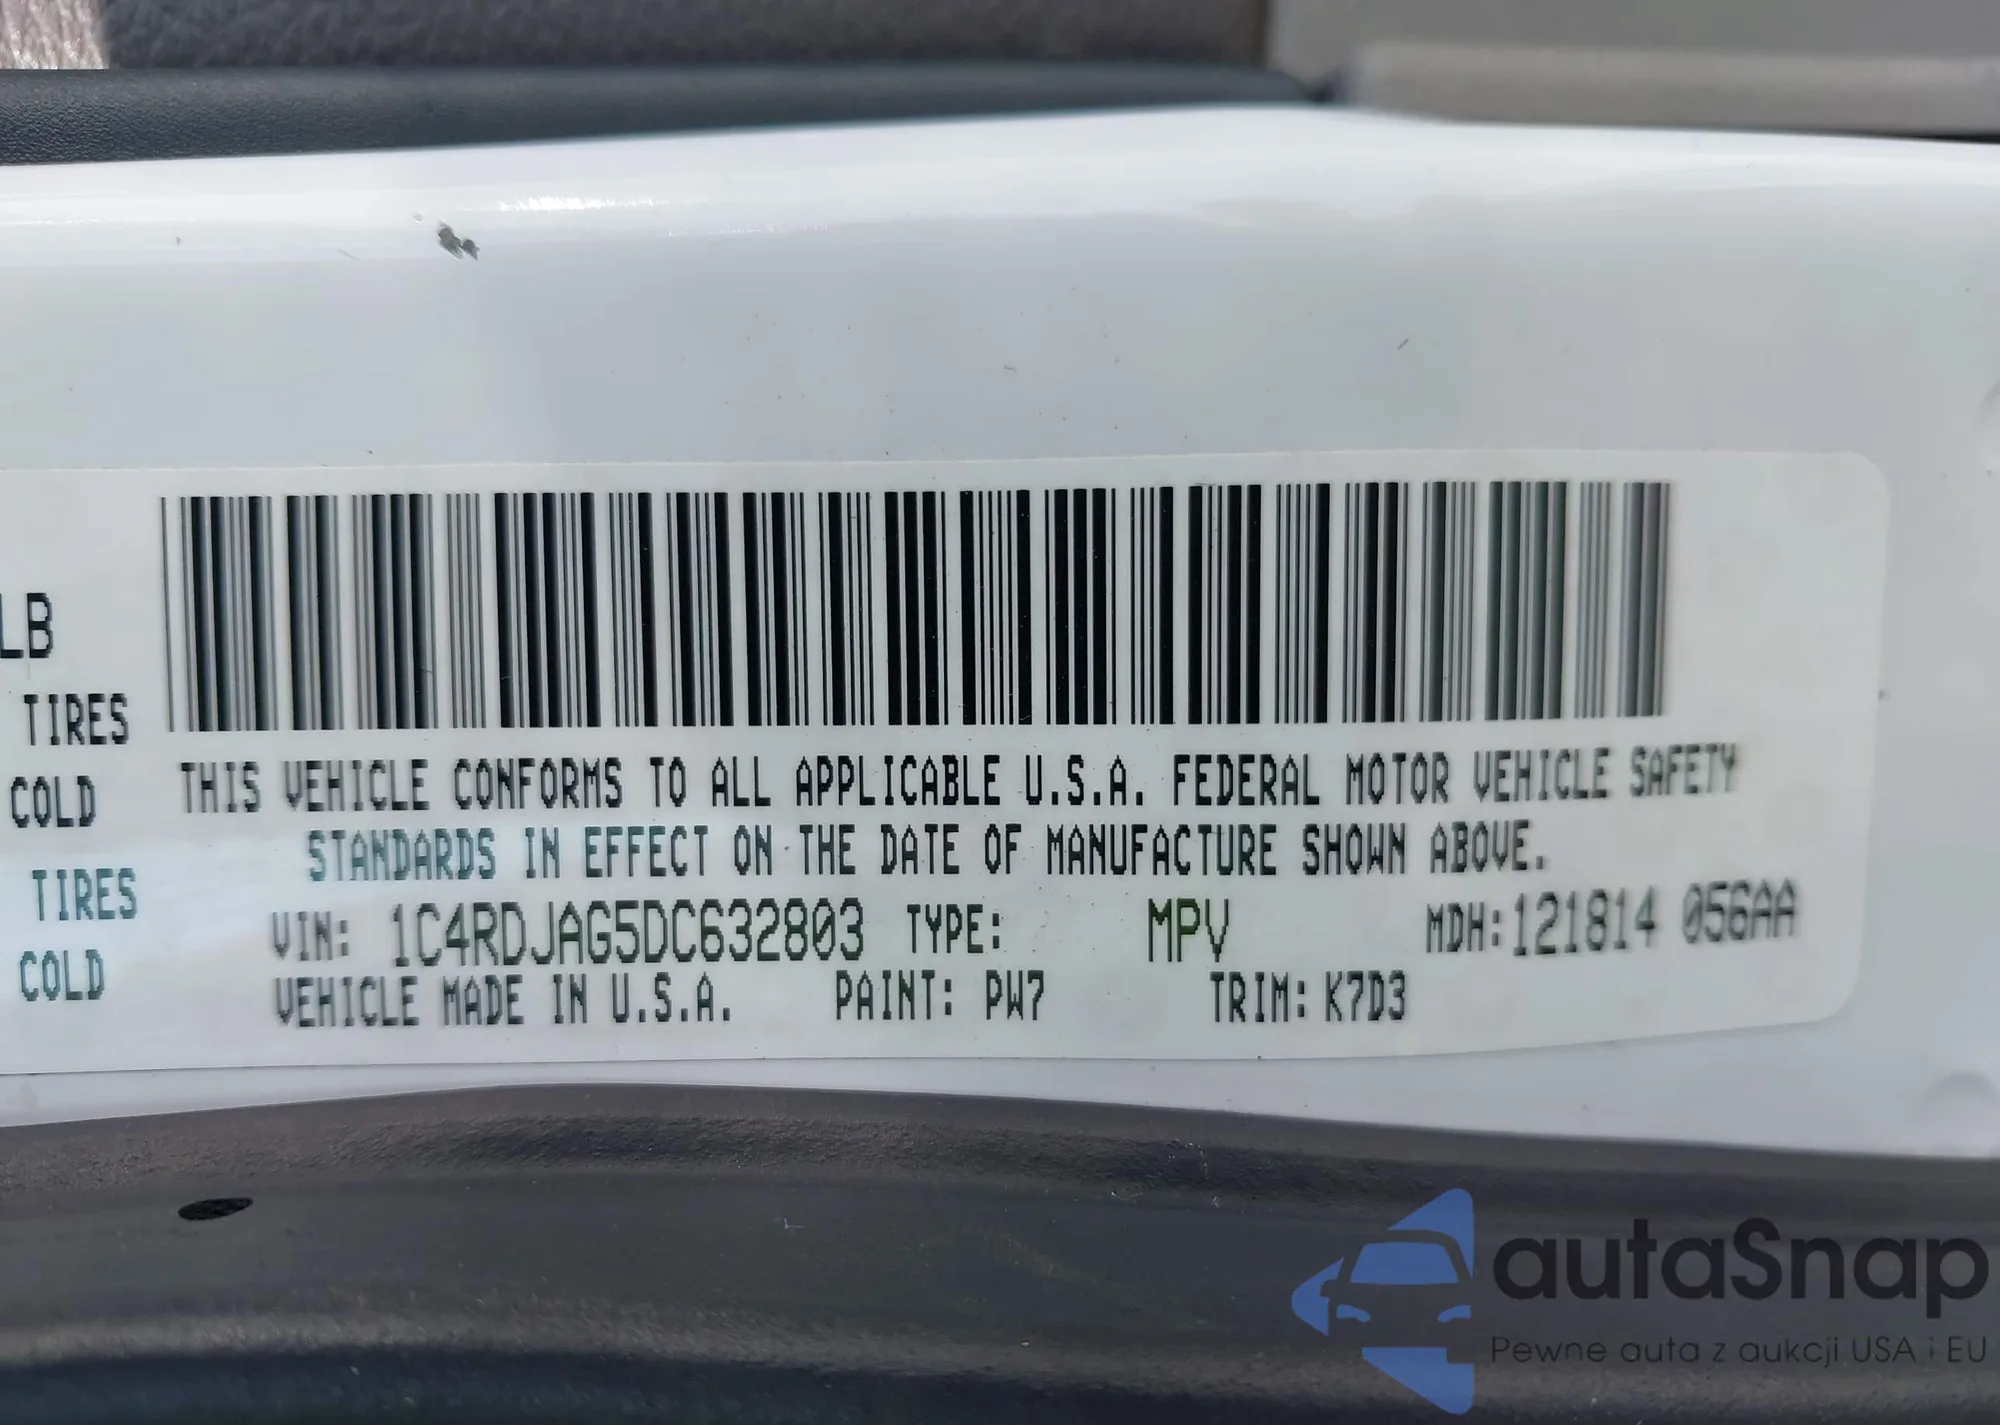 LB
TIRES
COLD
TIRES
COLD
THIS VEHICLE CONFORMS TO ALL APPLICABLE U.S.A. FEDERAL MOTOR VEHICLE SAFETY
STANDARDS IN EFFECT ON THE DATE OF MANUFACTURE SHOWN ABOVE.
VIN: 1C4RDJAG5DC632803 TYPE: MPV MDH:121814 056AA
VEHICLE MADE IN U.S.A. PAINT: PW7 TRIM:K7D3
autaSnap
Pewne auta z aukcji USA i EU